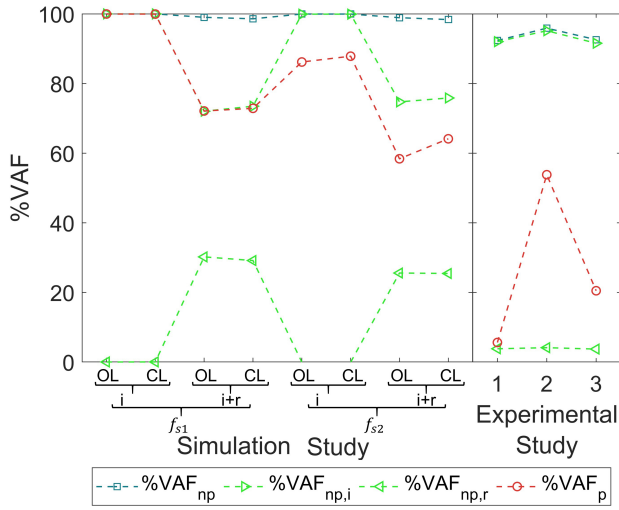 100
80
60
40
20
0
%VAF
OL CL OL CL OL CL OL CL
i i+r i i+r
fs1 fs2
Simulation Study
1 2 3
Experimental
Study
%VAFnp %VAFnp,i %VAFnp,r %VAFp